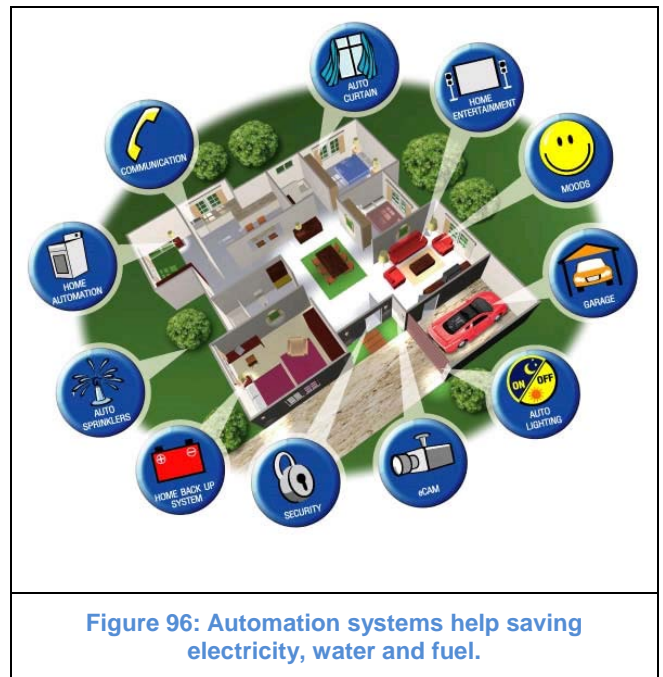 AUTO
CURTAIN
HOME
ENTERTAINMENT
COMMUNICATION
MOODS
HOME
AUTOMATION
GARAGE
AUTO
SPRINKLERS
ON
OFF
AUTO
LIGHTING
HOME BACK UP
SYSTEM
SECURITY
eCAM
Figure 96: Automation systems help saving
electricity, water and fuel.